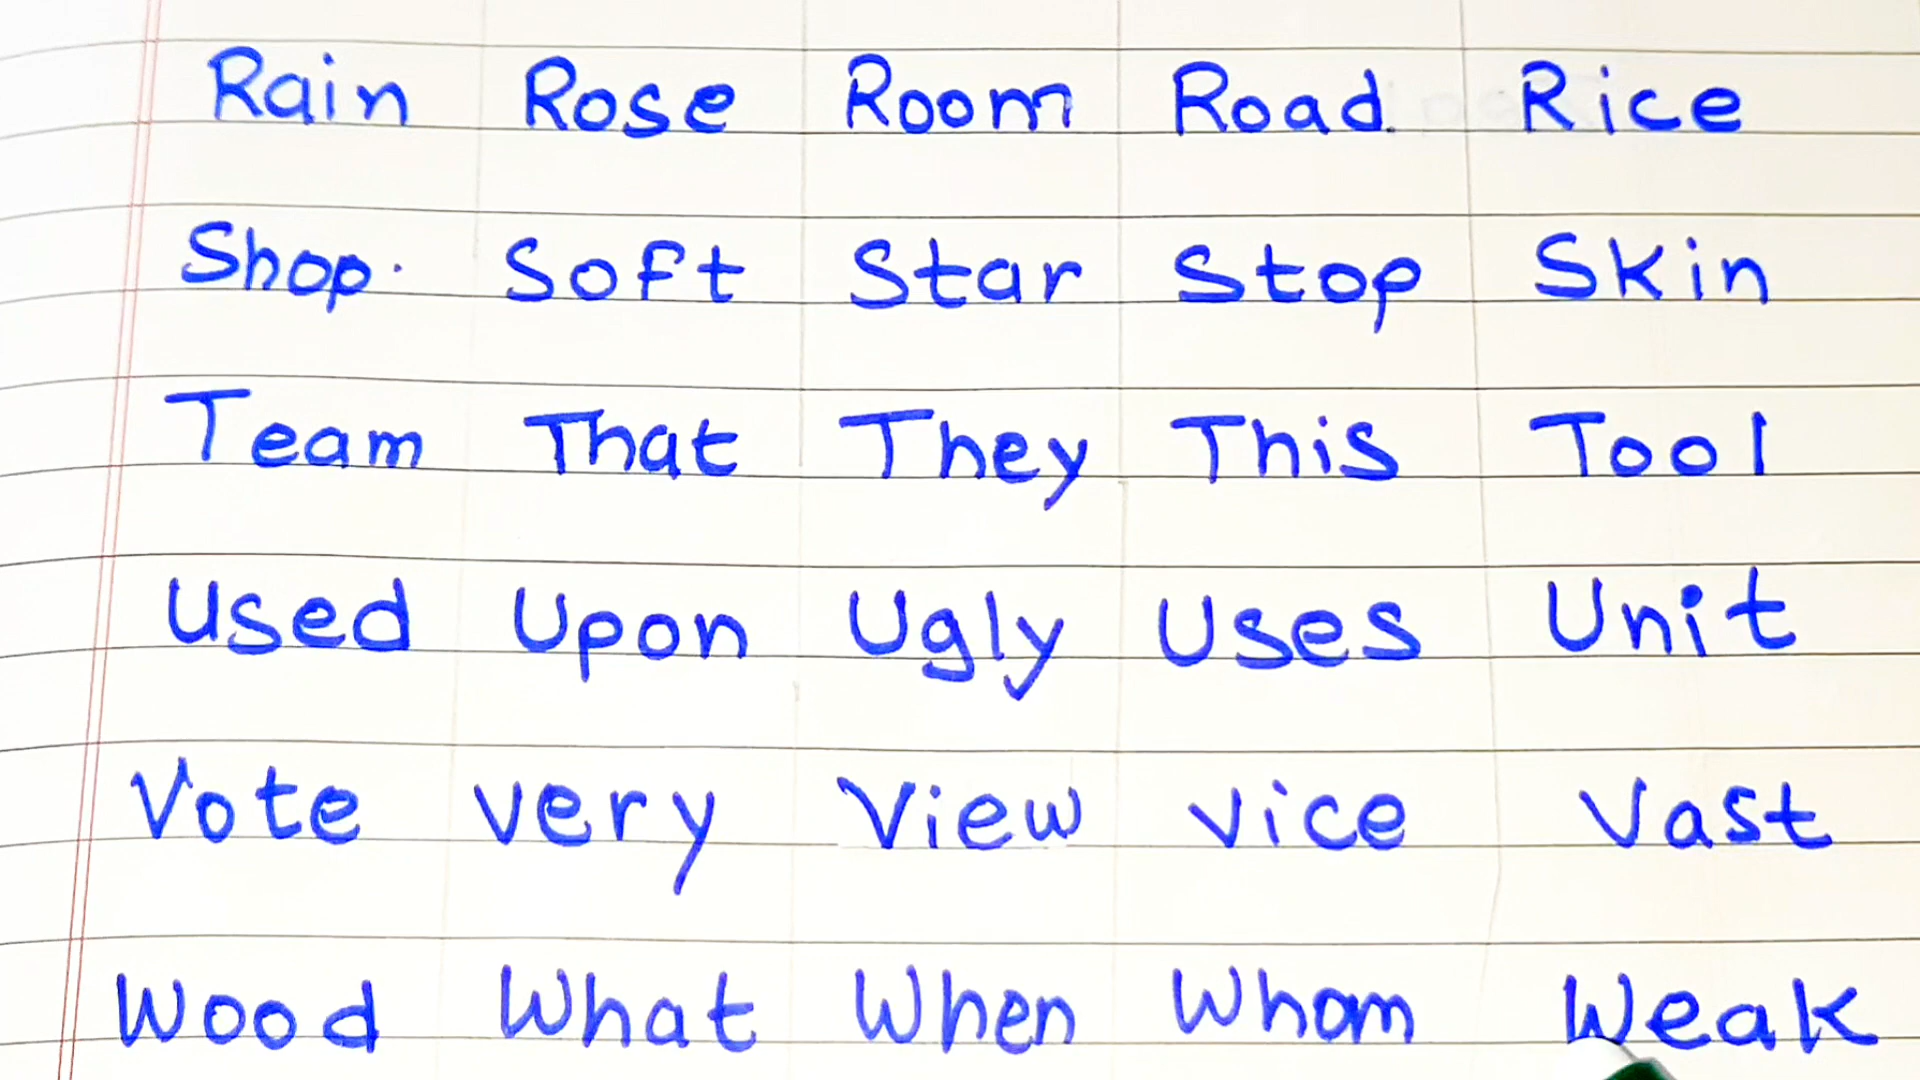 Rain Rose Room Road Rice
Shop Soft Star Stop Skin
Team That They This Tool
Used Upon Ugly Uses Unit
Vote very View vice Vast
Wood What When Whom Weak